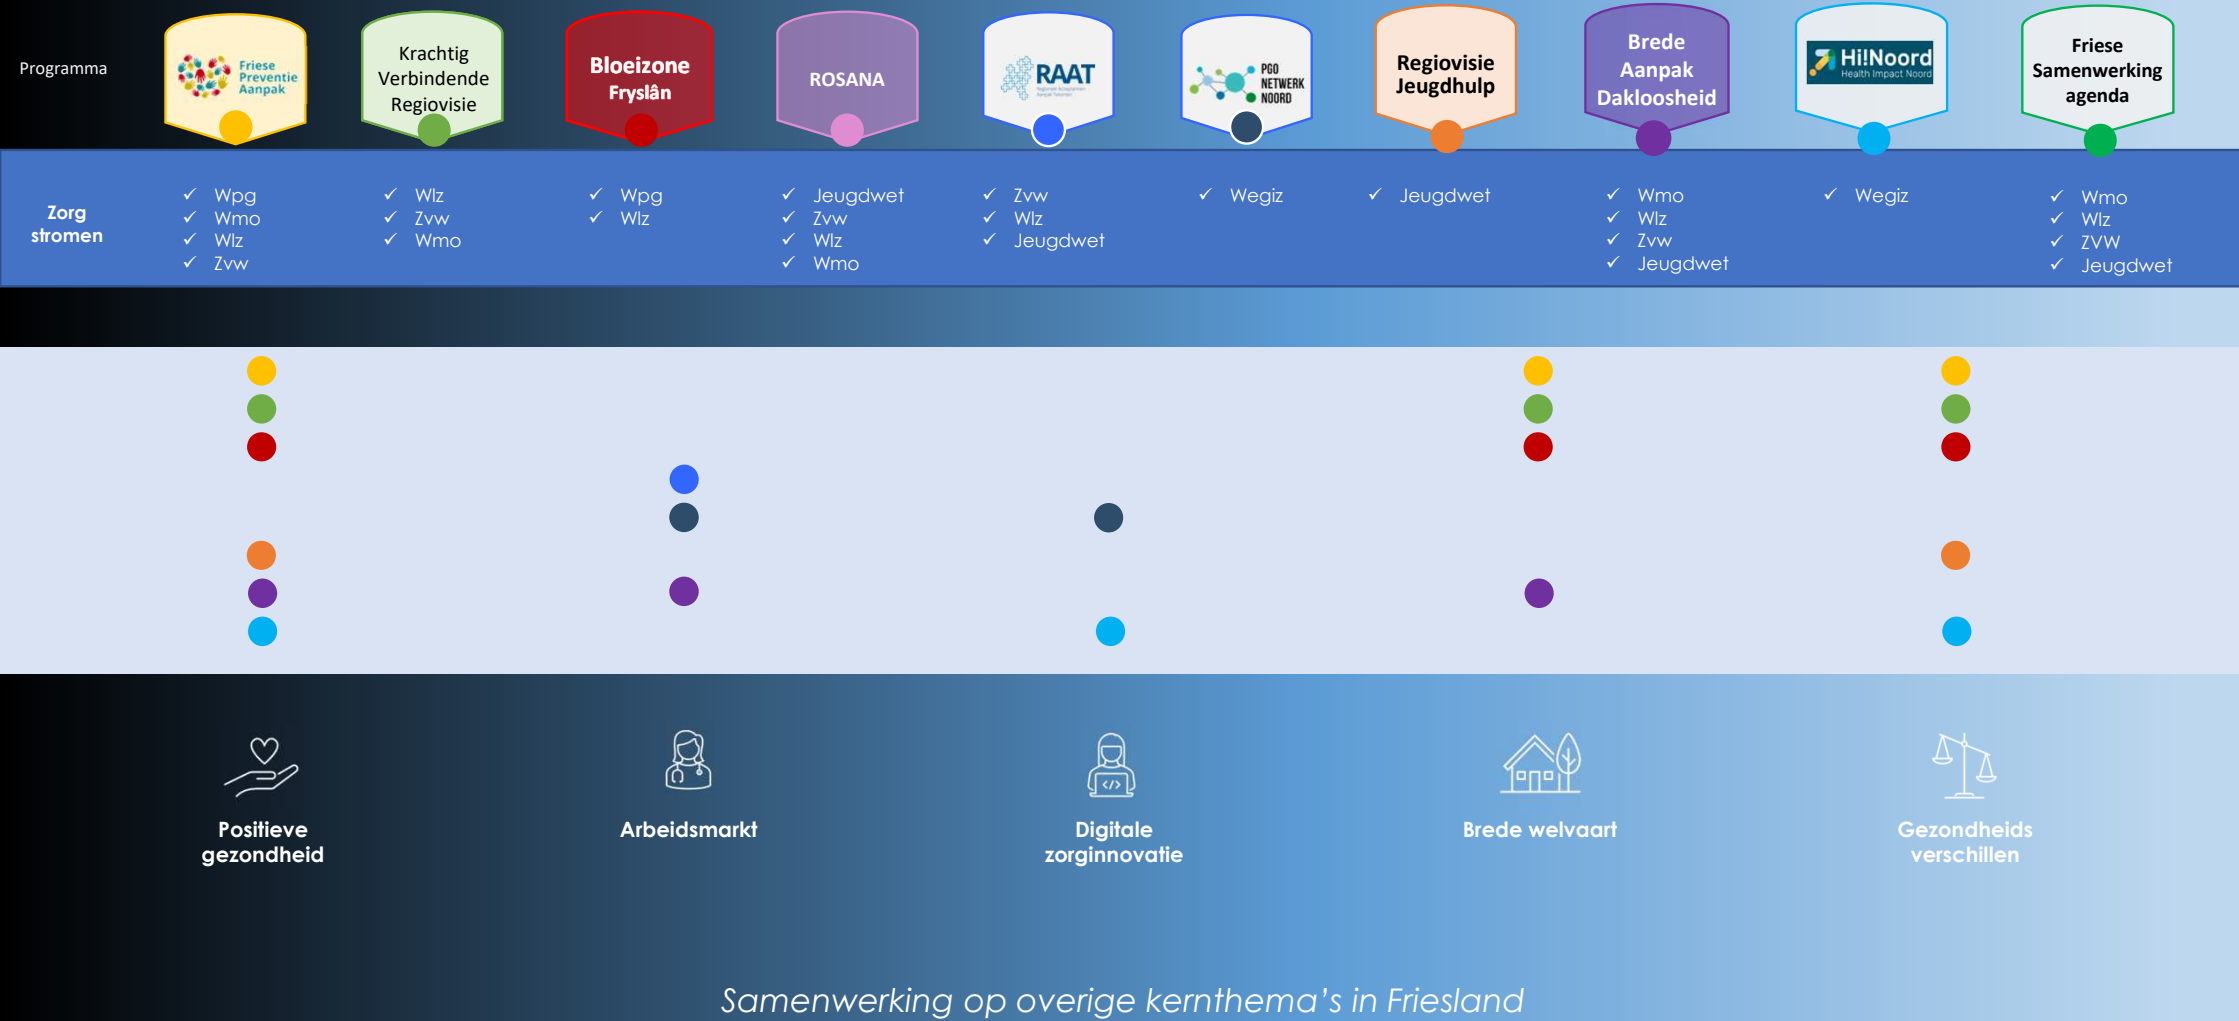 Programma
Friese
Preventie
Aanpak
Krachtig
Verbindende
Regiovisie
Bloeizone
Fryslân
ROSANA
RAAT
PGO
NETWERK
NOORD
Regiovisie
Jeugdhulp
Brede
Aanpak
Dakloosheid
Hi!Noord
Health Impact Noord
Friese
Samenwerking
agenda
Zorg
stromen
✓ Wpg
✓ Wmo
✓ Wlz
✓ Zvw
✓ Wlz
✓ Zvw
✓ Wmo
✓ Wpg
✓ Wlz
✓ Jeugdwet
✓ Zvw
✓ Wlz
✓ Wmo
✓ Zvw
✓ Wlz
✓ Jeugdwet
✓ Wegiz
✓ Jeugdwet
✓ Wmo
✓ Wlz
✓ Zvw
✓ Jeugdwet
✓ Wegiz
✓ Wmo
✓ Wlz
✓ ZVW
✓ Jeugdwet
Positieve
gezondheid
Arbeidsmarkt
Digitale
zorginnovatie
Brede welvaart
Gezondheids
verschillen
Samenwerking op overige kernthema's in Friesland